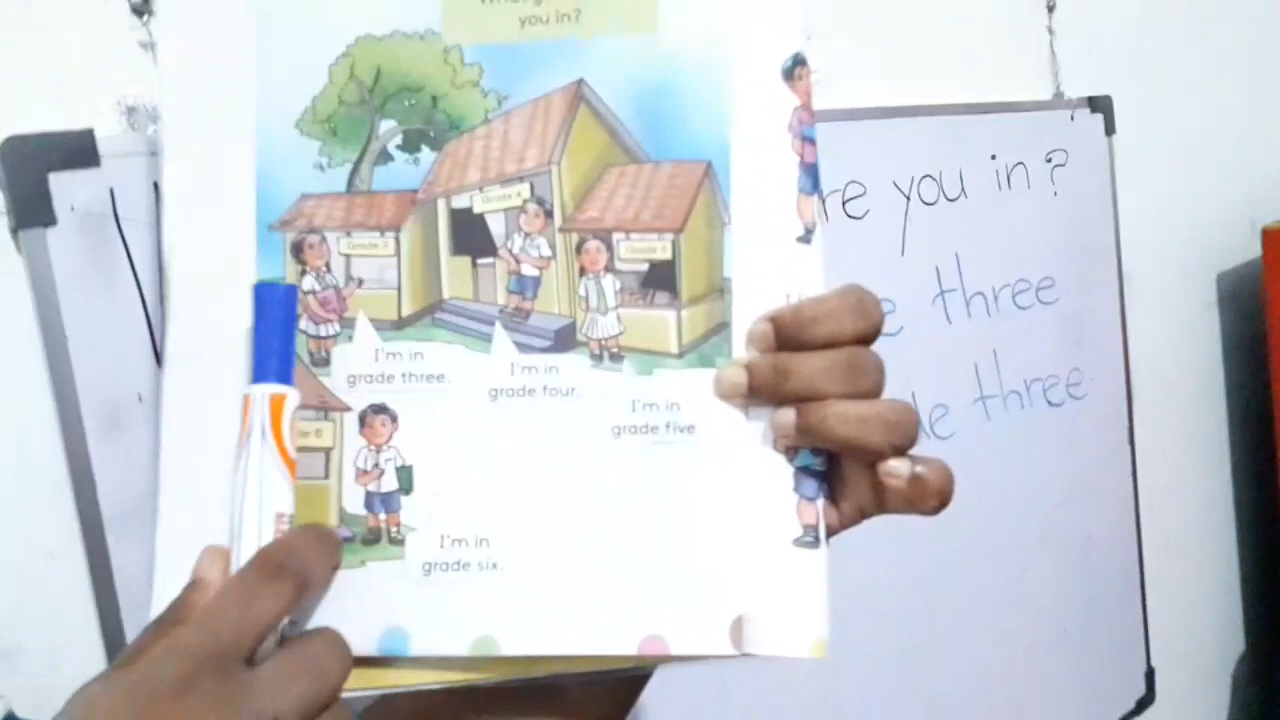 you in?
Grade 4
Grade 3
Grade 5
I'm in
grade three.
I'm in
grade four.
I'm in
grade five
I'm in
grade six.
re you in?
e three
de three